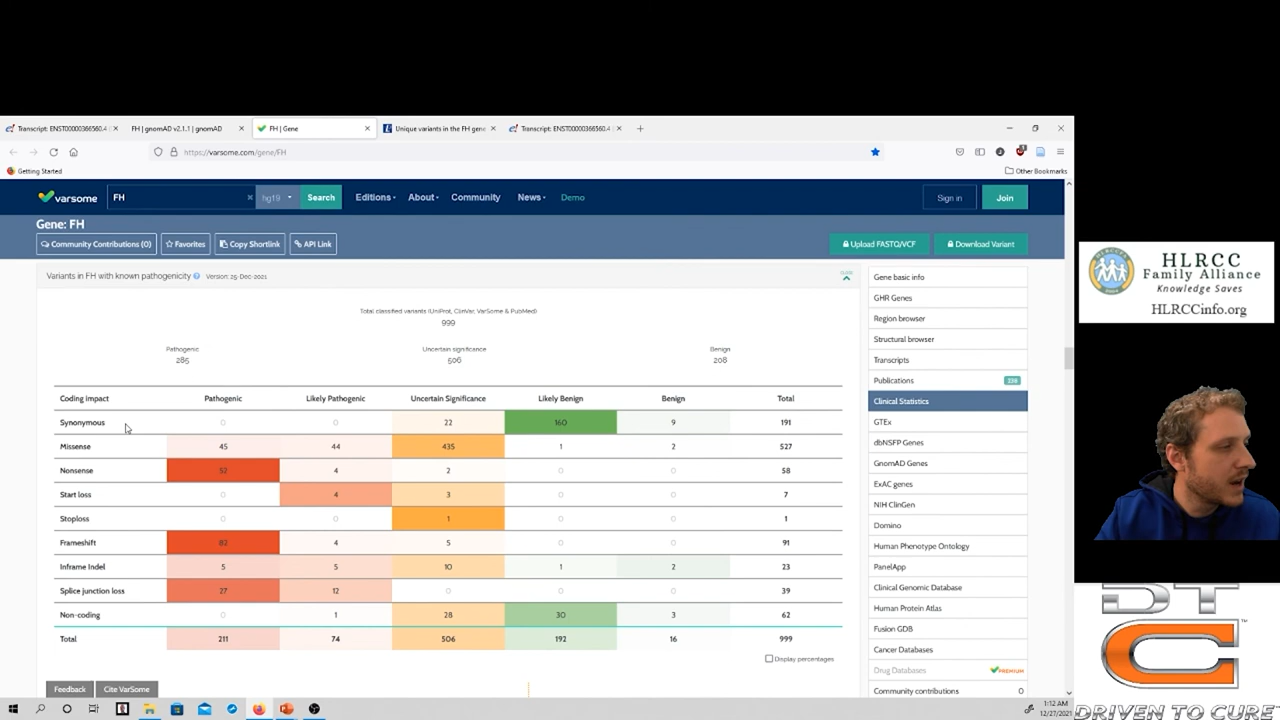 Transcript: ENST00000366560.4
FH | gnomAD v2.1.1 | gnomAD
FH | Gene
Unique variants in the FH gene
Transcript: ENST00000366560.4
https://varsome.com/gene/FH
Getting Started
Other Bookmarks
varsome
FH
hg19
Search
Editions
About
Community
News
Demo
Sign in
Join
Gene: FH
Community Contributions (0)
Favorites
Copy Shortlink
API Link
Upload FASTQ/VCF
Download Variant
Variants in FH with known pathogenicity Version: 25-Dec-2021
CLOSE
Total classified variants (UniProt, ClinVar, VarSome & PubMed)
999
Pathogenic Uncertain significance Benign
285 506 208
Coding impact Pathogenic Likely Pathogenic Uncertain Significance Likely Benign Benign Total
Synonymous 0 0 22 160 9 191
Missense 45 44 435 1 2 527
Nonsense 52 4 2 0 0 58
Start loss 0 4 3 0 0 7
Stoploss 0 0 1 0 0 1
Frameshift 82 4 5 0 0 91
Inframe Indel 5 5 10 1 2 23
Splice junction loss 27 12 0 0 0 39
Non-coding 0 1 28 30 3 62
Total 211 74 506 192 16 999
Display percentages
Feedback
Cite VarSome
Gene basic info
GHR Genes
Region browser
Structural browser
Transcripts
Publications 338
Clinical Statistics
GTEx
dbNSFP Genes
GnomAD Genes
ExAC genes
NIH ClinGen
Domino
Human Phenotype Ontology
PanelApp
Clinical Genomic Database
Human Protein Atlas
Fusion GDB
Cancer Databases
Drug Databases PREMIUM
Community contributions 0
1:12 AM
12/27/2021
HLRCC
Family Alliance
Knowledge Saves
HLRCCinfo.org
DTC
DRIVEN TO CURE